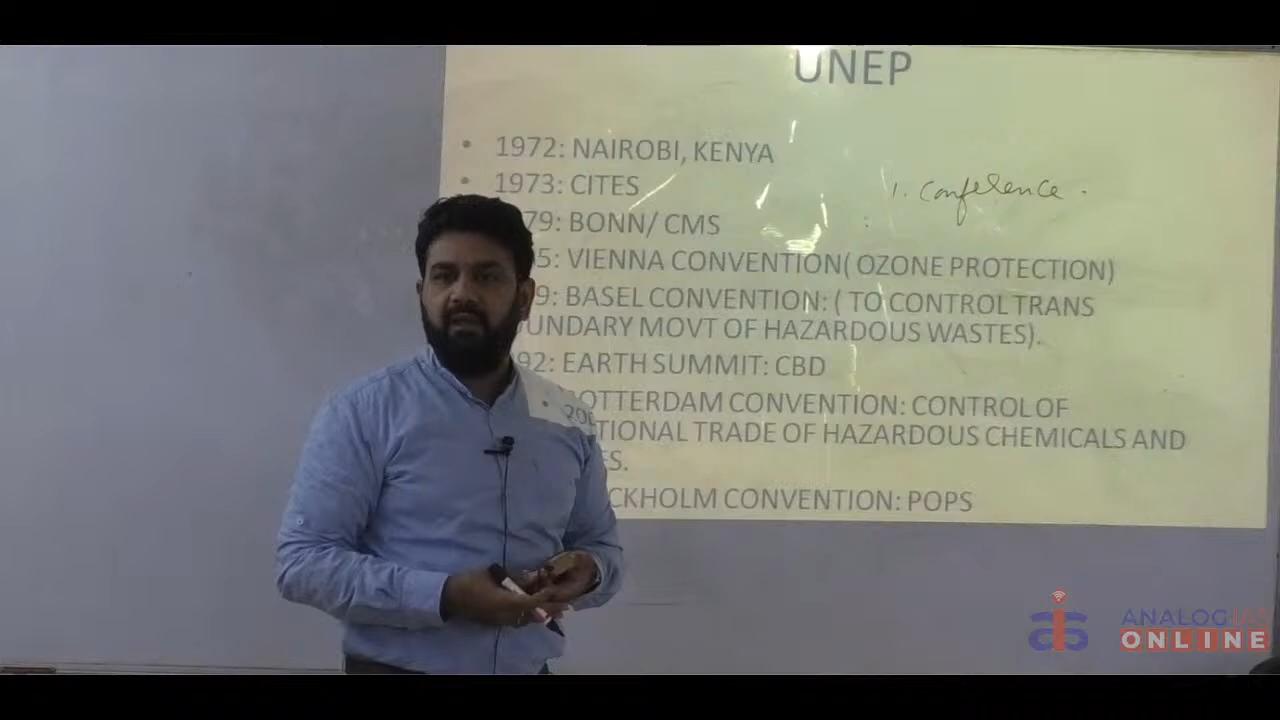 UNEP
• 1972: NAIROBI, KENYA
• 1973: CITES
1. Conference.
79: BONN/ CMS
5: VIENNA CONVENTION( OZONE PROTECTION)
9: BASEL CONVENTION: ( TO CONTROL TRANS
UNDARY MOVT OF HAZARDOUS WASTES).
92: EARTH SUMMIT: CBD
• ROTTERDAM CONVENTION: CONTROL OF
TIONAL TRADE OF HAZARDOUS CHEMICALS AND
ES.
CKHOLM CONVENTION: POPS
ANALOG IAS
ONLINE